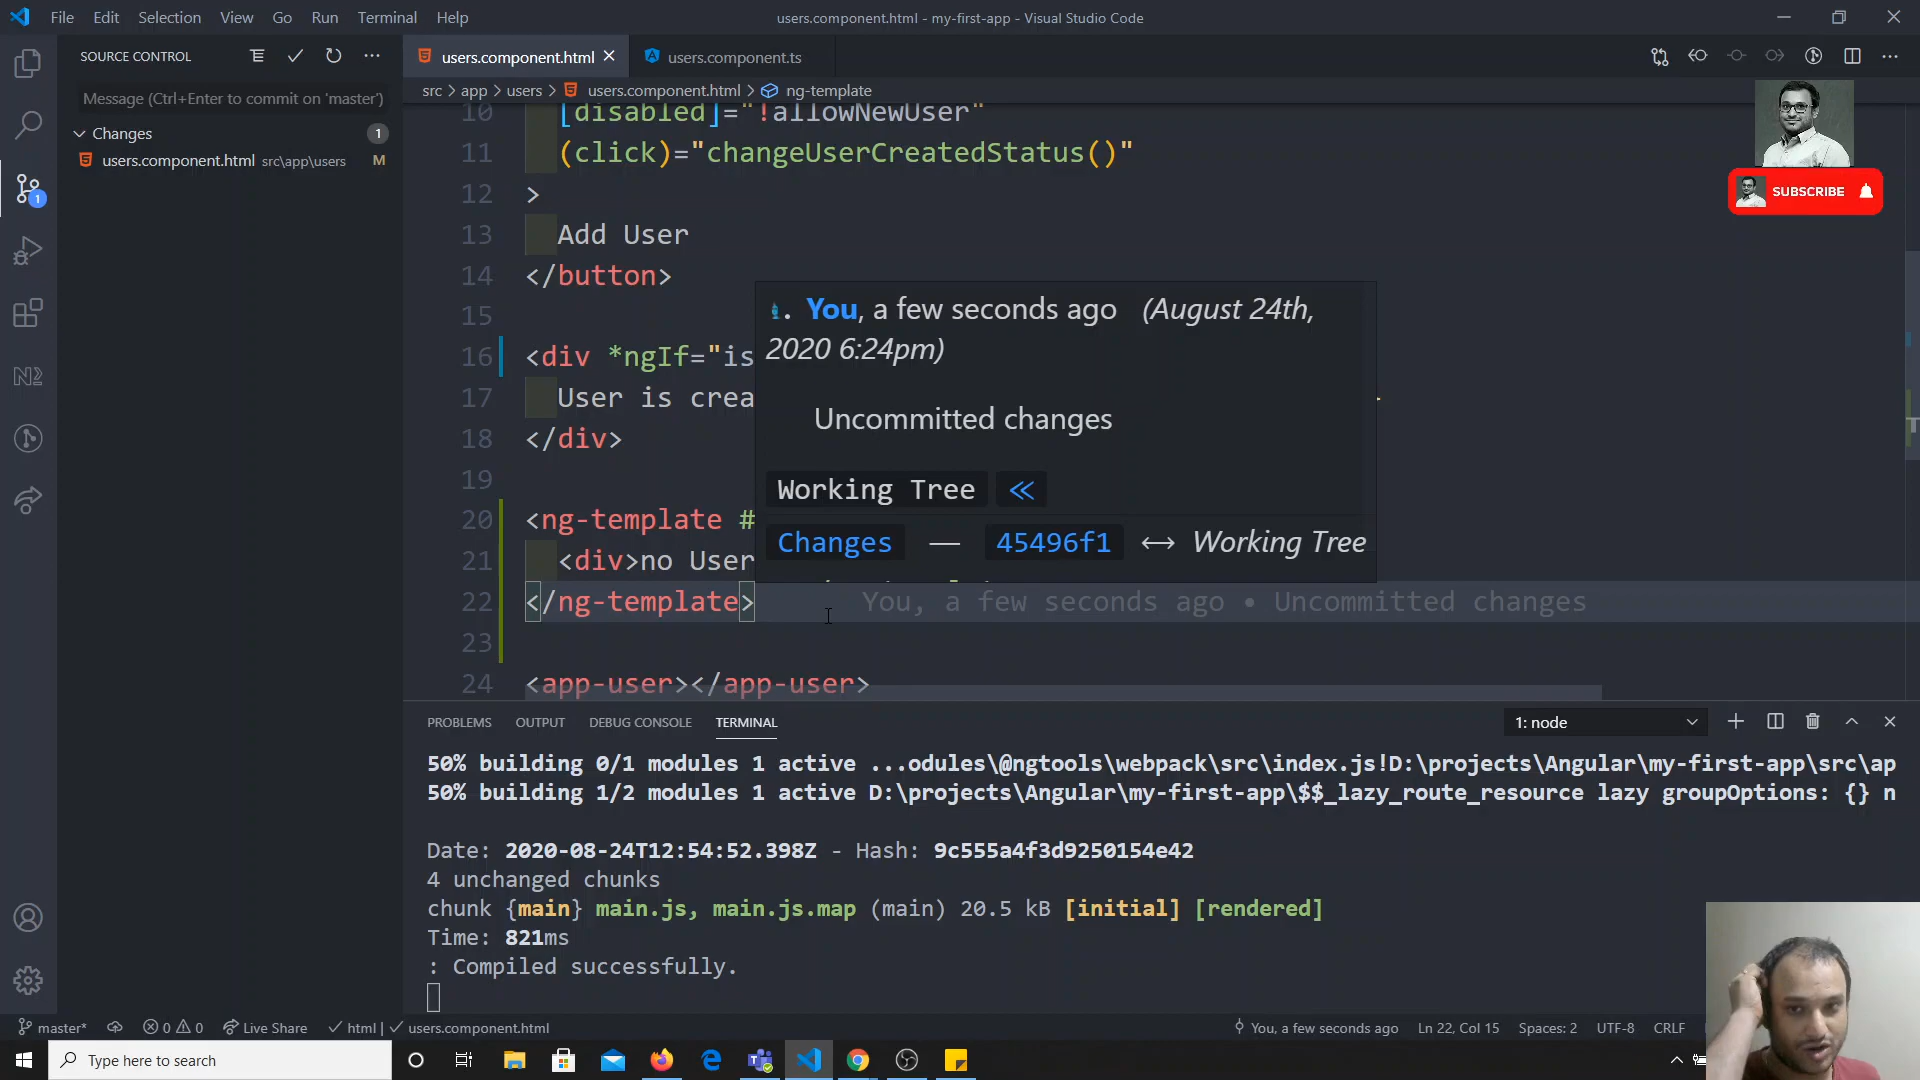 File Edit Selection View Go Run Terminal Help
users.component.html - my-first-app - Visual Studio Code
SOURCE CONTROL
Message (Ctrl+Enter to commit on 'master')
Changes 1
users.component.html src\app\users M
1
users.component.html
users.component.ts
src > app > users > users.component.html > ng-template
10 [disabled]="!allowNewUser"
11 (click)="changeUserCreatedStatus()"
12 >
13 Add User
14 </button>
15
16 <div *ngIf="is
17 User is crea
18 </div>
19
20 <ng-template #
21 <div>no User
22 </ng-template> You, a few seconds ago • Uncommitted changes
23
24 <app-user></app-user>
You, a few seconds ago (August 24th,
2020 6:24pm)
Uncommitted changes
Working Tree
Changes — 45496f1 ↔ Working Tree
SUBSCRIBE
PROBLEMS OUTPUT DEBUG CONSOLE TERMINAL 1: node
50% building 0/1 modules 1 active ...odules\@ngtools\webpack\src\index.js!D:\projects\Angular\my-first-app\src\ap
50% building 1/2 modules 1 active D:\projects\Angular\my-first-app\$$_lazy_route_resource lazy groupOptions: {} n
Date: 2020-08-24T12:54:52.398Z - Hash: 9c555a4f3d9250154e42
4 unchanged chunks
chunk {main} main.js, main.js.map (main) 20.5 kB [initial] [rendered]
Time: 821ms
: Compiled successfully.
master* 0 0 Live Share html | users.component.html
You, a few seconds ago Ln 22, Col 15 Spaces: 2 UTF-8 CRLF
Type here to search